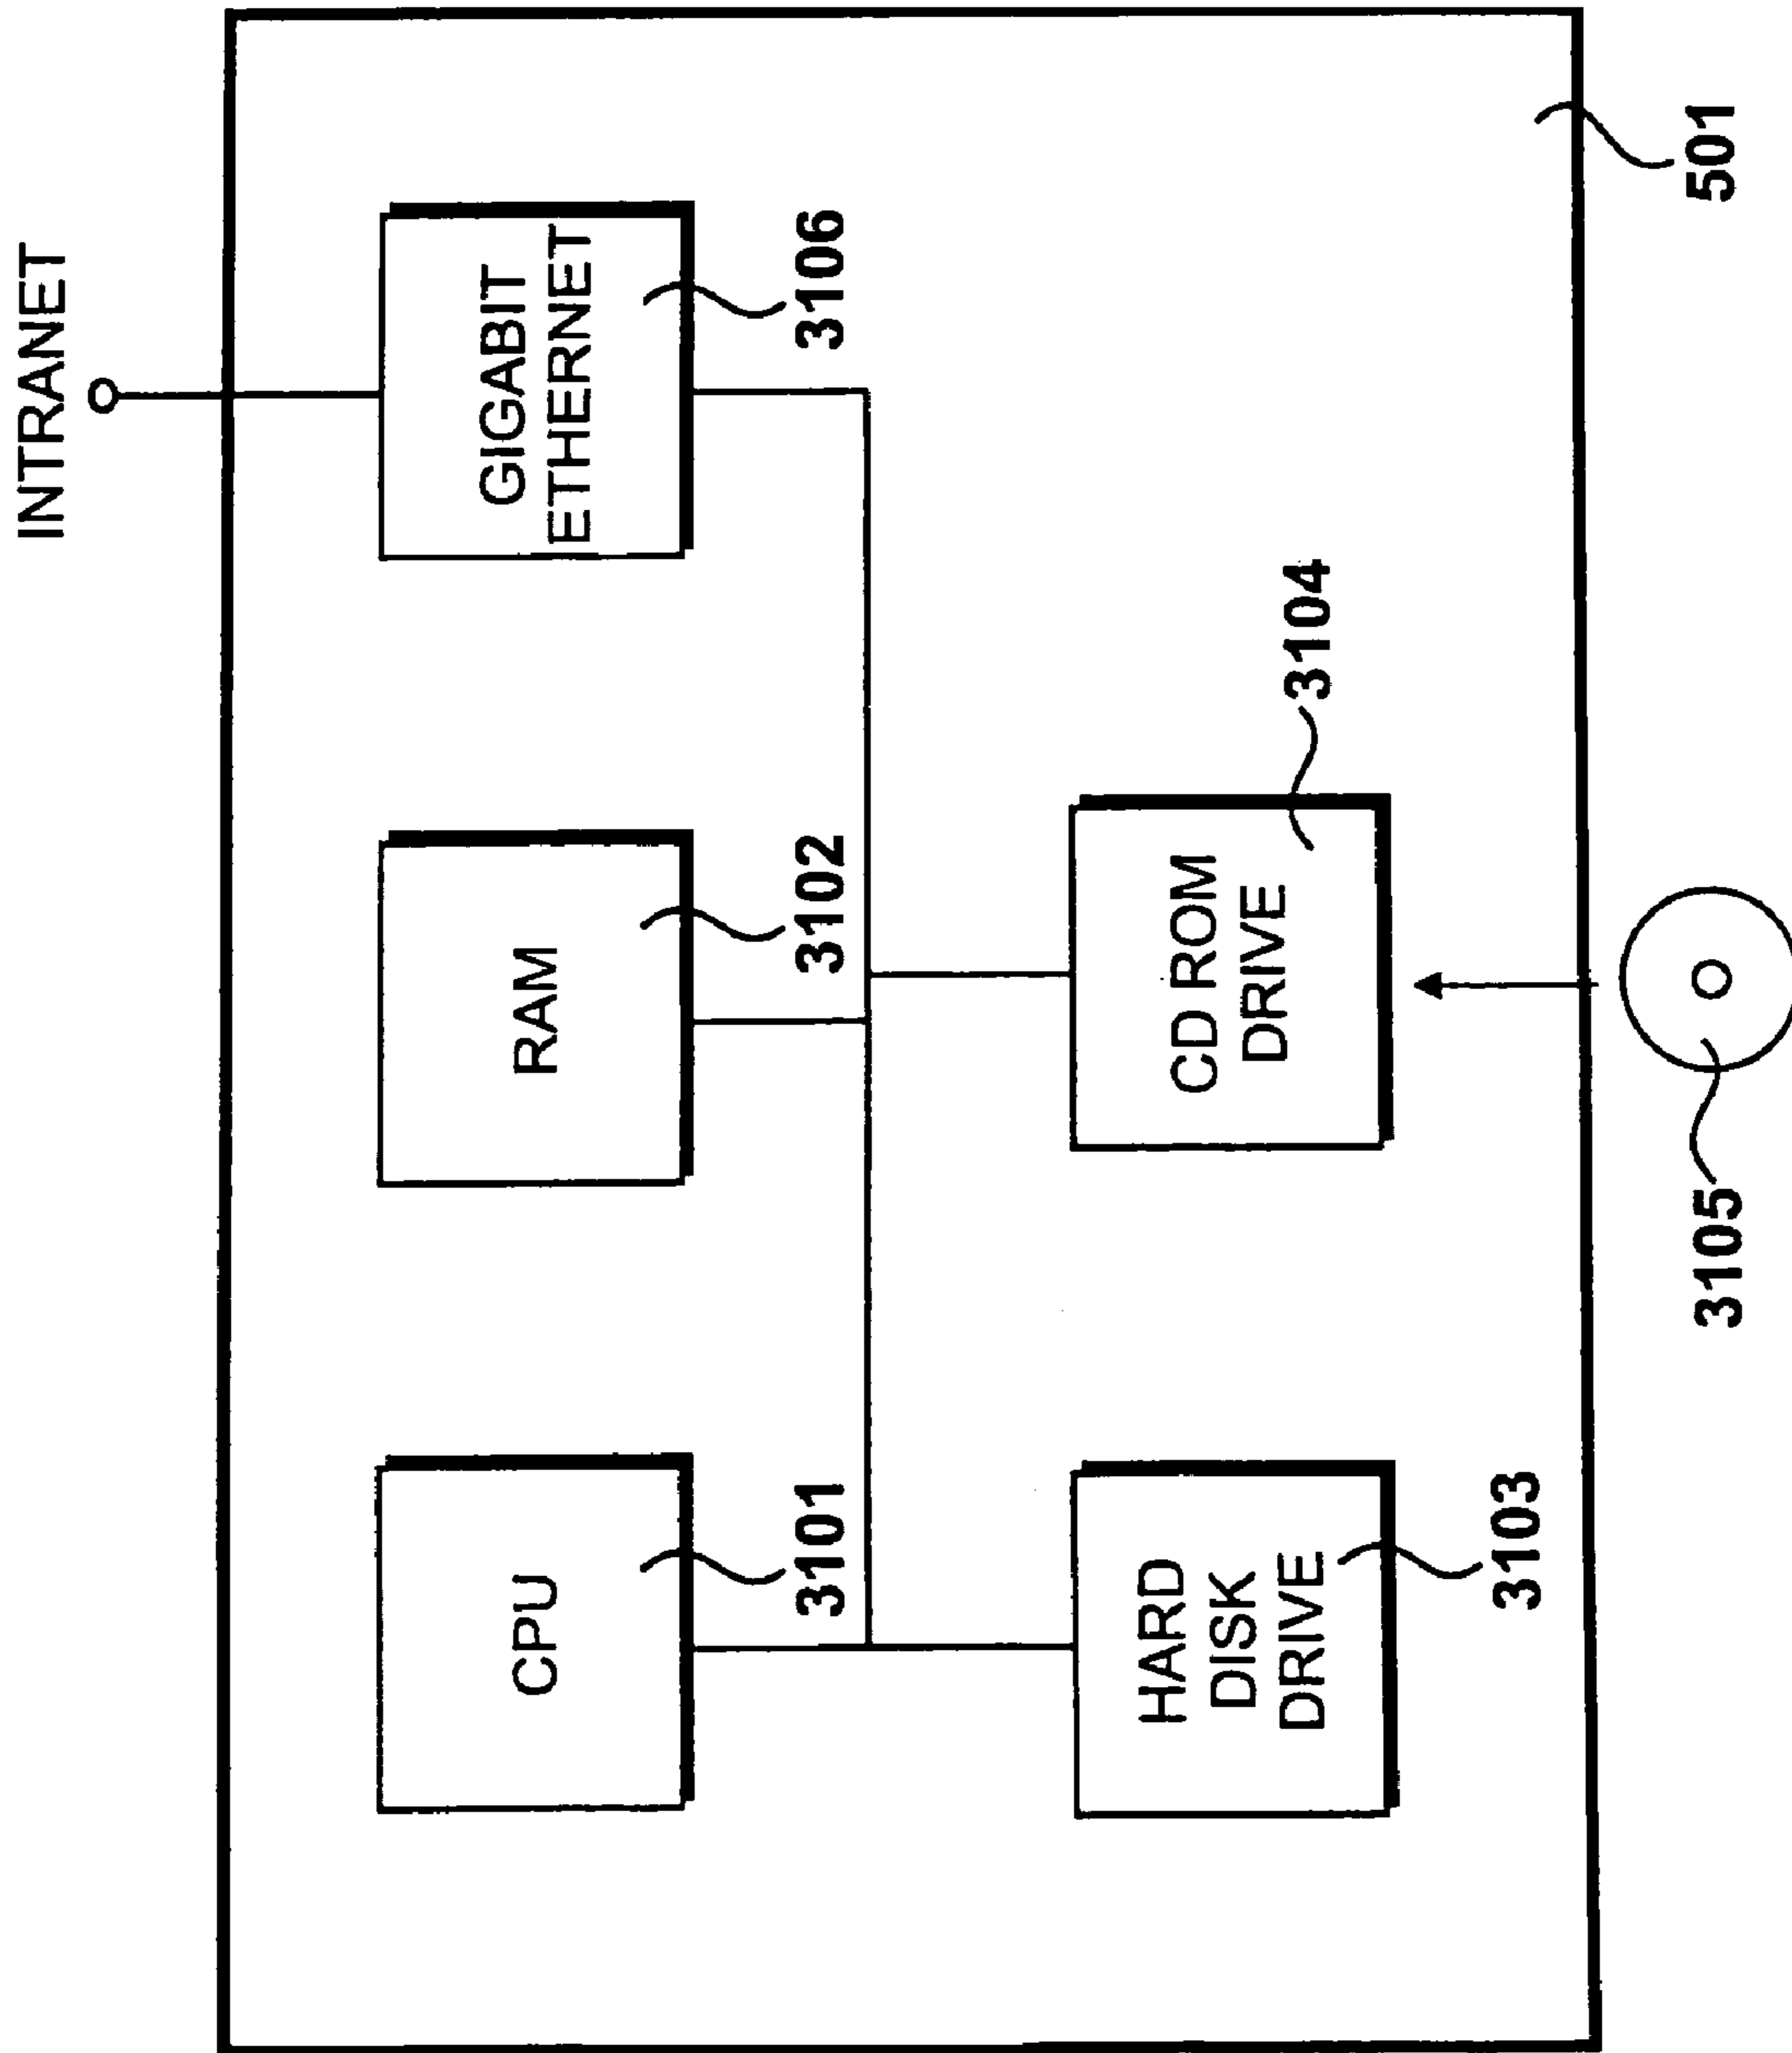 INTRANET
CPU
3101
RAM
3102
GIGABIT
ETHERNET
3106
HARD
DISK
DRIVE
3103
CD ROM
DRIVE
3104
3105
501